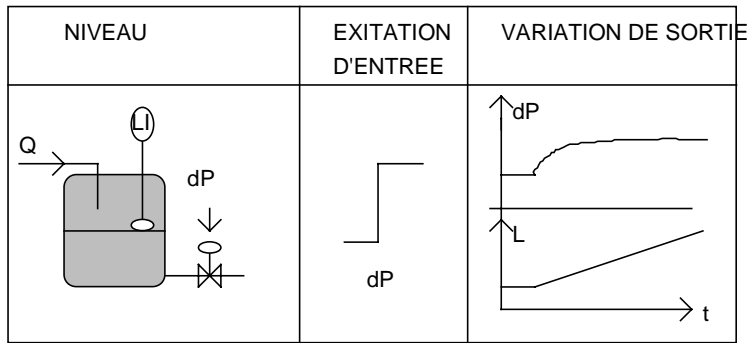 NIVEAU
EXITATION
D'ENTREE
VARIATION DE SORTIE
LI
Q
dP
dP
dP
L
t